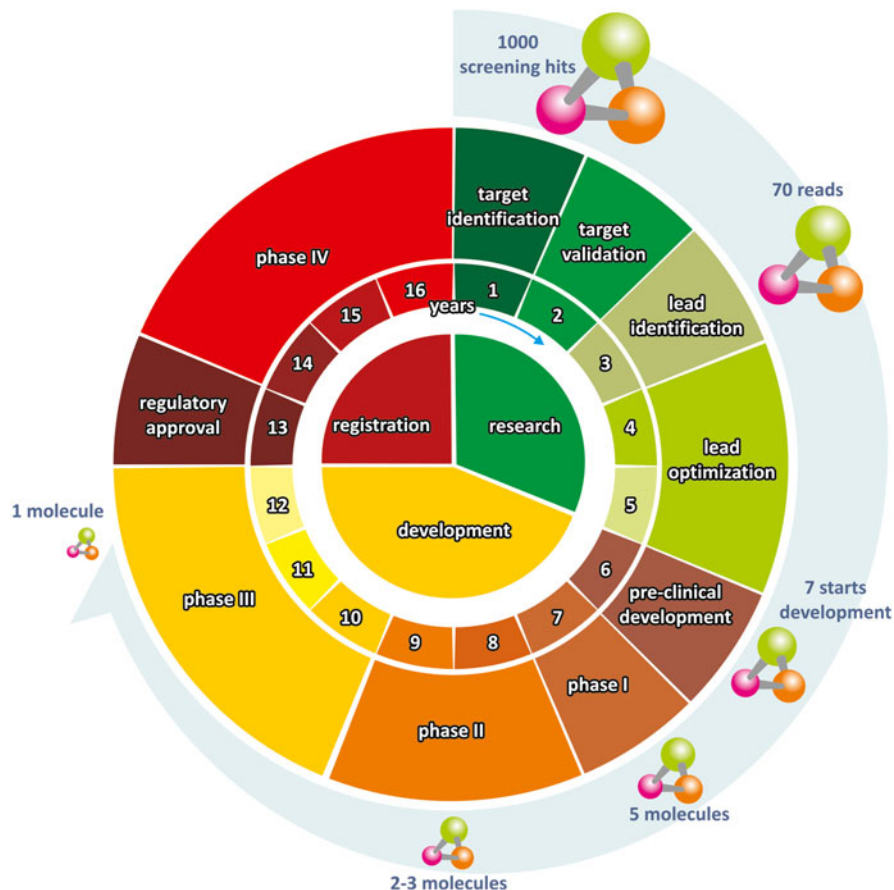 1000
screening hits
70 reads
target
identification
target
validation
phase IV
lead
identification
16
1
years
15
2
14
3
regulatory
approval
13
registration
research
4
lead
optimization
1 molecule
12
5
development
11
6
7 starts
development
phase III
pre-clinical
development
10
7
9
8
phase I
phase II
5 molecules
2-3 molecules